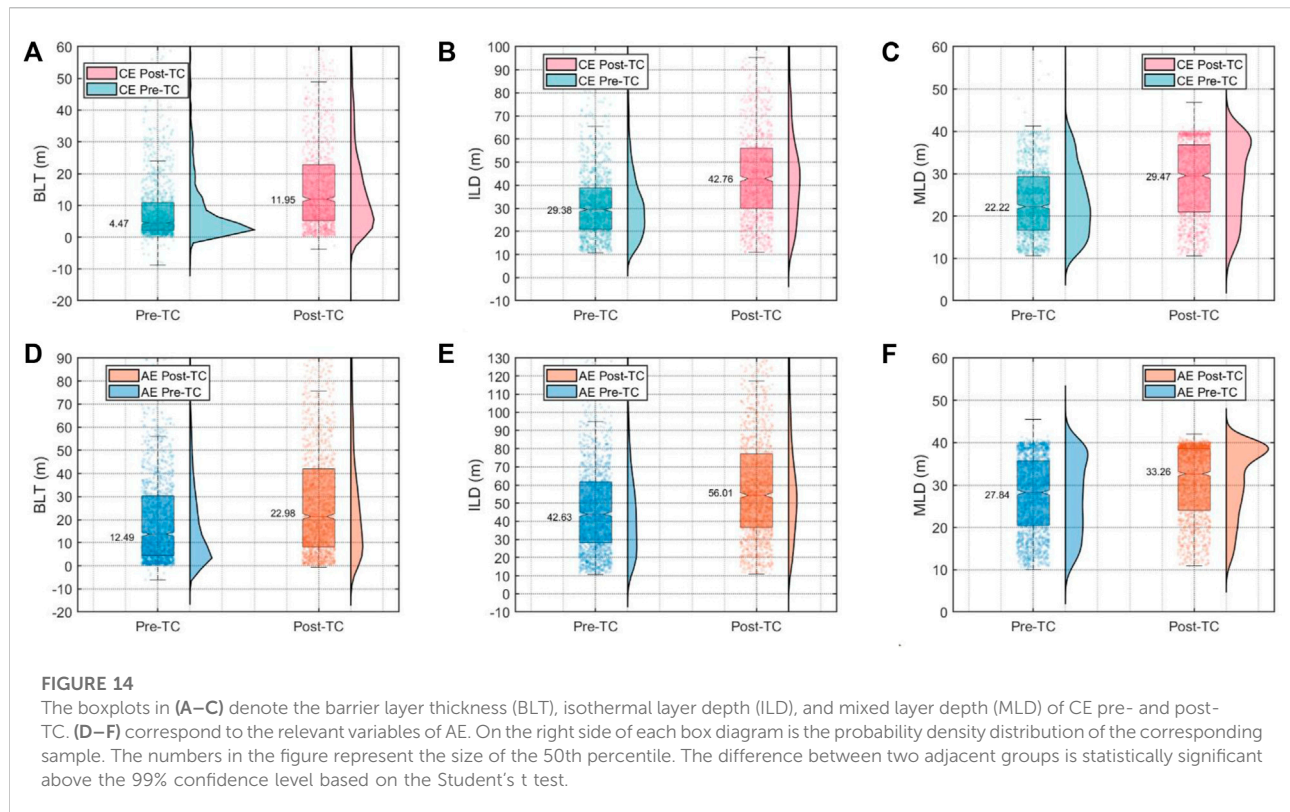 A
60
50
40
30
20
10
0
-10
-20
BLT (m)
CE Post-TC
CE Pre-TC
4.47
11.95
Pre-TC
Post-TC
B
100
90
80
70
60
50
40
30
20
10
0
-10
ILD (m)
CE Post-TC
CE Pre-TC
29.38
42.76
Pre-TC
Post-TC
C
60
50
40
30
20
10
0
MLD (m)
CE Post-TC
CE Pre-TC
22.22
29.47
Pre-TC
Post-TC
D
90
80
70
60
50
40
30
20
10
0
-10
-20
BLT (m)
AE Post-TC
AE Pre-TC
12.49
22.98
Pre-TC
Post-TC
E
130
120
110
100
90
80
70
60
50
40
30
20
10
0
-10
ILD (m)
AE Post-TC
AE Pre-TC
42.63
56.01
Pre-TC
Post-TC
F
60
50
40
30
20
10
0
MLD (m)
AE Post-TC
AE Pre-TC
27.84
33.26
Pre-TC
Post-TC
FIGURE 14
The boxplots in (A–C) denote the barrier layer thickness (BLT), isothermal layer depth (ILD), and mixed layer depth (MLD) of CE pre- and post-
TC. (D–F) correspond to the relevant variables of AE. On the right side of each box diagram is the probability density distribution of the corresponding
sample. The numbers in the figure represent the size of the 50th percentile. The difference between two adjacent groups is statistically significant
above the 99% confidence level based on the Student's t test.